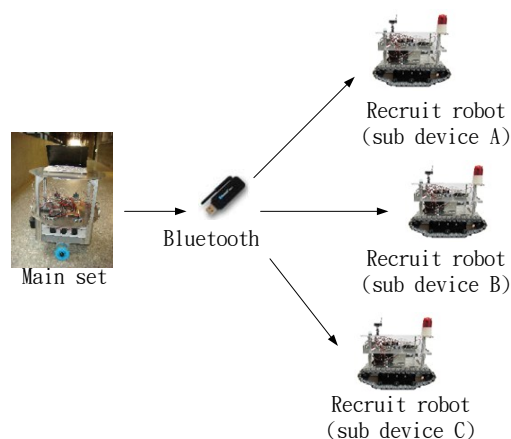 Recruit robot
(sub device A)
Main set
Bluetooth
Recruit robot
(sub device B)
Recruit robot
(sub device C)